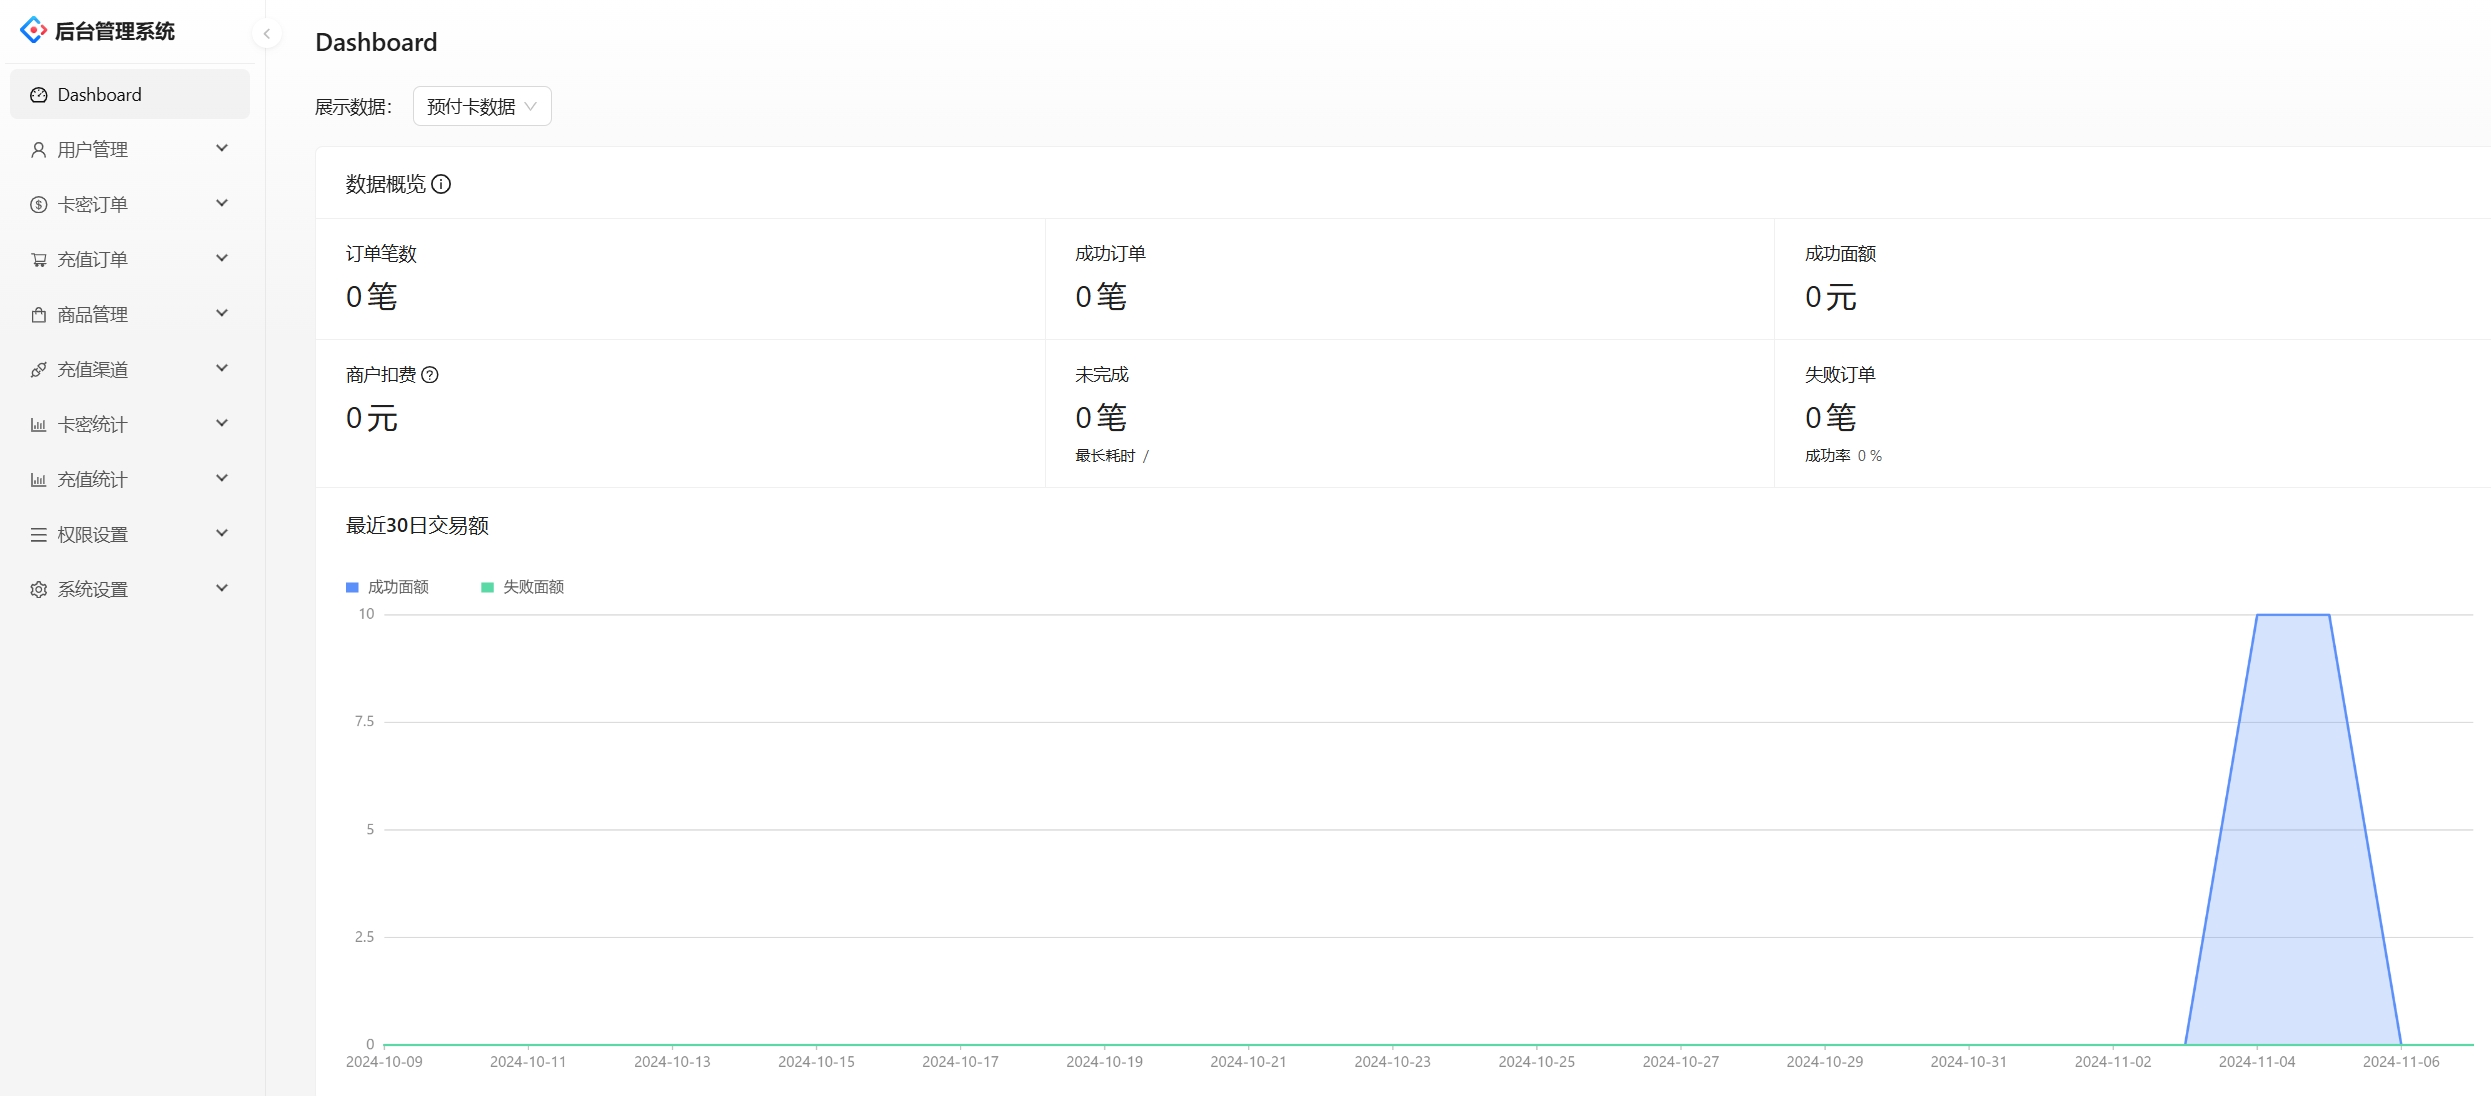 后台管理系统
Dashboard
用户管理
卡密订单
充值订单
商品管理
充值渠道
卡密统计
充值统计
权限设置
系统设置
Dashboard
展示数据： 预付卡数据
数据概览
订单笔数
0 笔
成功订单
0 笔
成功面额
0 元
商户扣费
0 元
未完成
0 笔
最长耗时 /
失败订单
0 笔
成功率 0 %
最近30日交易额
成功面额 失败面额
10
7.5
5
2.5
0
2024-10-09 2024-10-11 2024-10-13 2024-10-15 2024-10-17 2024-10-19 2024-10-21 2024-10-23 2024-10-25 2024-10-27 2024-10-29 2024-10-31 2024-11-02 2024-11-04 2024-11-06